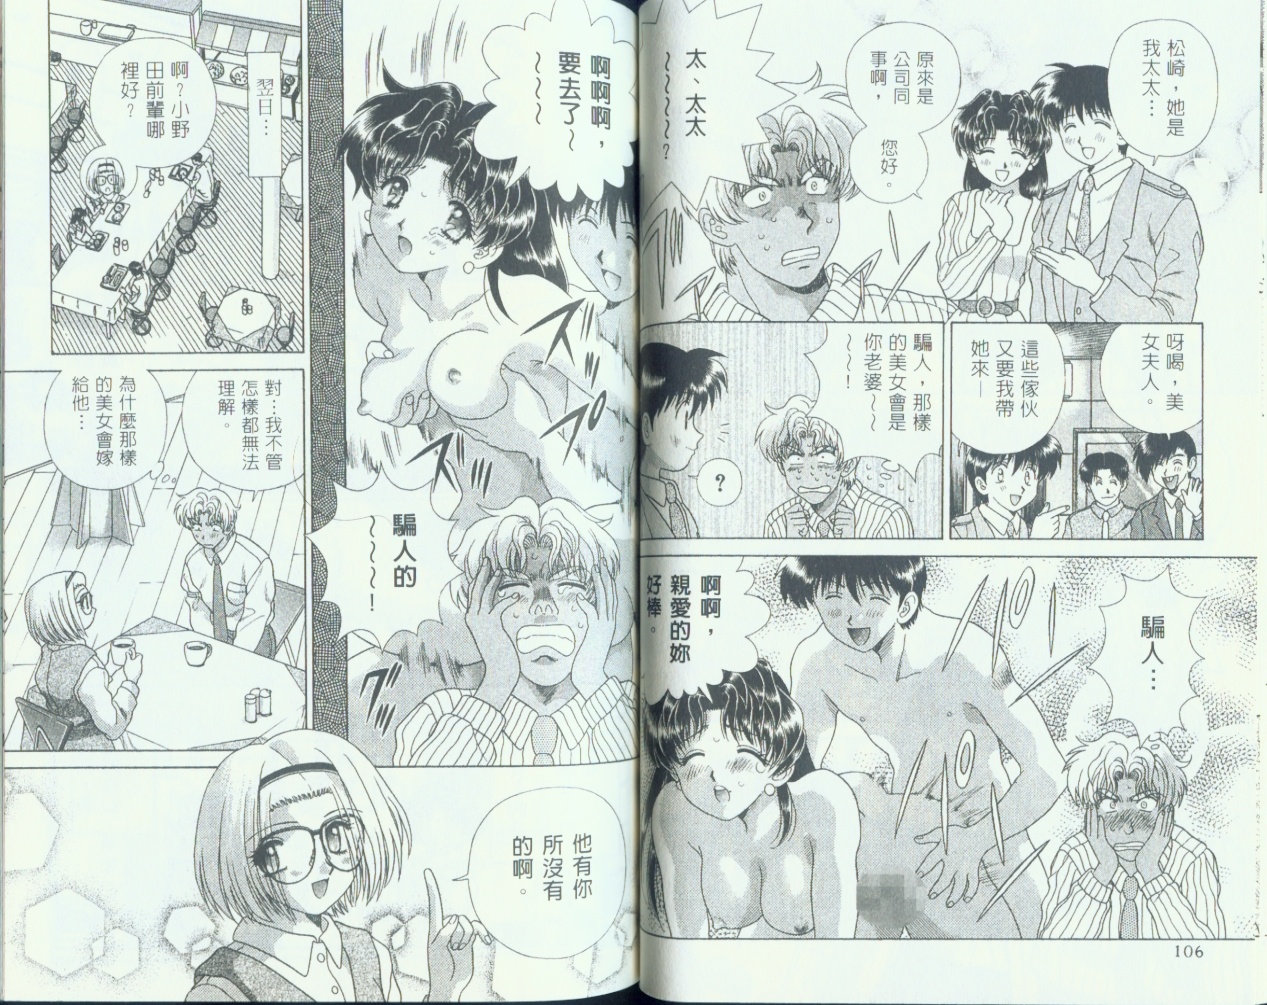 松崎，她是
我太太…
原來是
公司同
事啊，
您好。
太、太太
～～～～？
呀喝，美
女夫人。
這些傢伙
又要我帶
她來—
騙人，那樣
的美女會是
你老婆～～
～～！
？
騙人…
啊啊，
親愛的妳
好棒。
106
啊啊啊，
要去了～
～～～
騙人的
～～～～！
翌日…
啊？小野
田前輩哪
裡好？
對…我不管
怎樣都無法
理解。
為什麼那樣
的美女會嫁
給他…
他有你
所沒有
的啊。